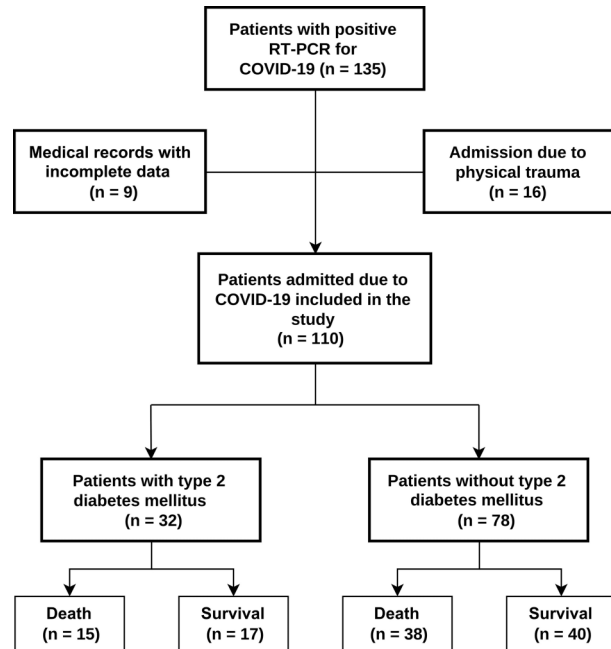 Patients with positive
RT-PCR for
COVID-19 (n = 135)
Medical records with
incomplete data
(n = 9)
Admission due to
physical trauma
(n = 16)
Patients admitted due to
COVID-19 included in the
study
(n = 110)
Patients with type 2
diabetes mellitus
(n = 32)
Patients without type 2
diabetes mellitus
(n = 78)
Death
(n = 15)
Survival
(n = 17)
Death
(n = 38)
Survival
(n = 40)